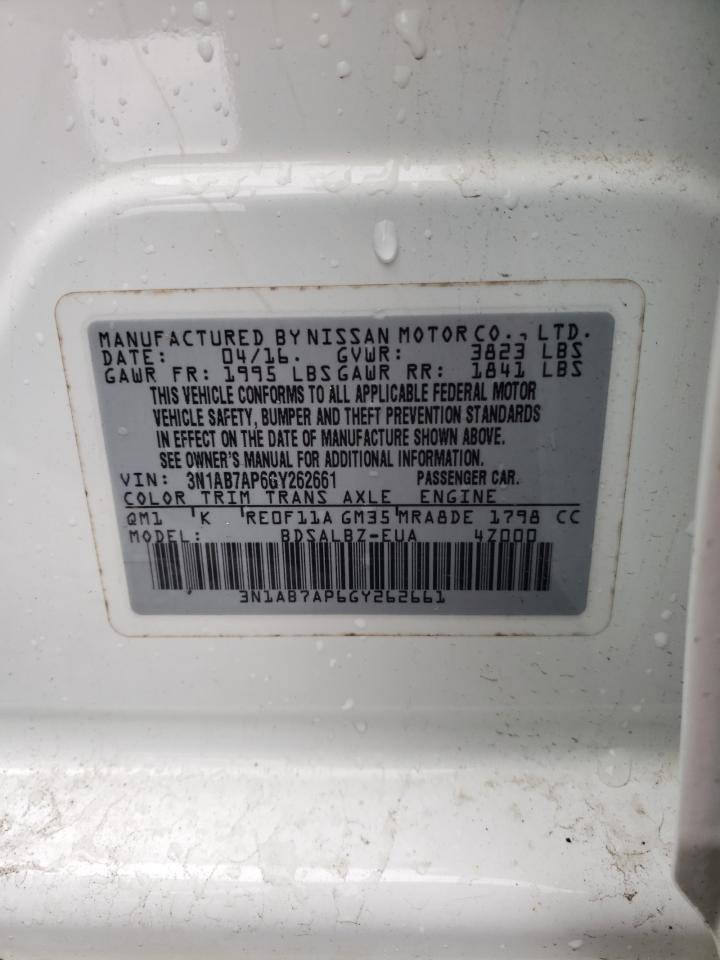 MANUFACTURED BY NISSAN MOTOR CO., LTD.
DATE: 04/16. GVWR: 3823 LBS
GAWR FR: 1995 LBS GAWR RR: 1841 LBS
THIS VEHICLE CONFORMS TO ALL APPLICABLE FEDERAL MOTOR
VEHICLE SAFETY, BUMPER AND THEFT PREVENTION STANDARDS
IN EFFECT ON THE DATE OF MANUFACTURE SHOWN ABOVE.
SEE OWNER'S MANUAL FOR ADDITIONAL INFORMATION.
VIN: 3N1AB7AP6GY262661 PASSENGER CAR.
COLOR TRIM TRANS AXLE ENGINE
QM1 K RE0F11A GM35 MRA8DE 1798 CC
MODEL: BDSALBZ-EUA 4Z000
3N1AB7AP6GY262661